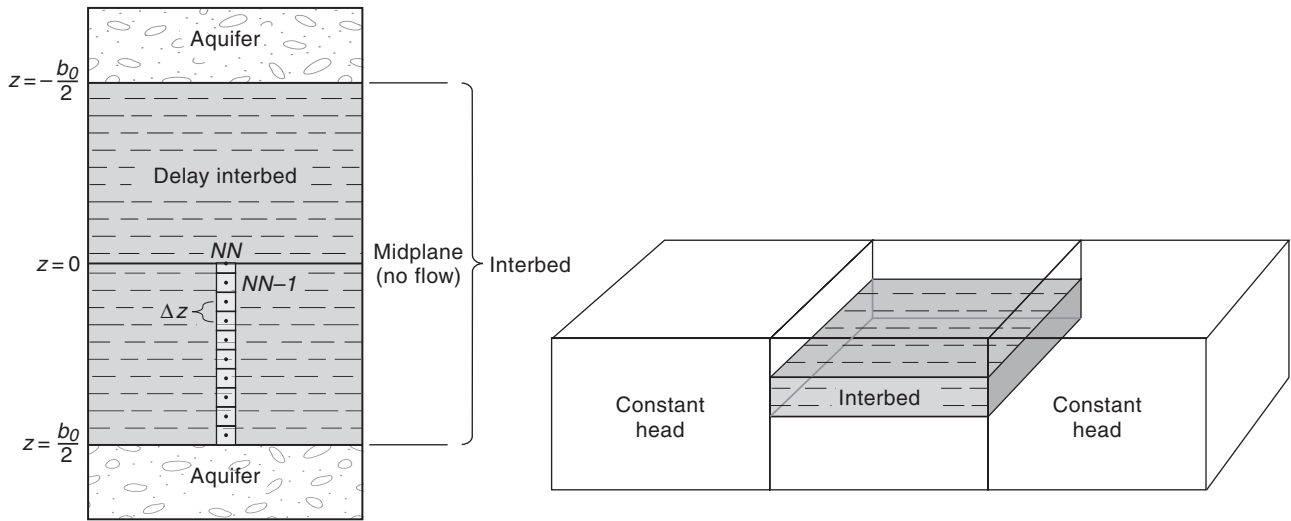 Aquifer
z = – b₀/2
Delay interbed
NN
z = 0
NN–1
Δz
Midplane
(no flow)
Interbed
z = b₀/2
Aquifer
Constant
head
Interbed
Constant
head